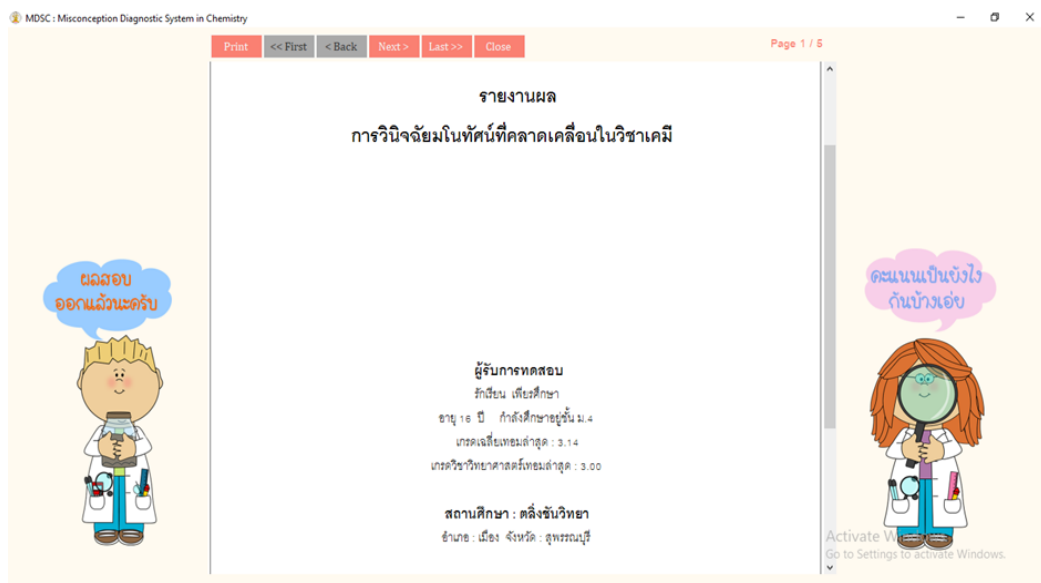 MDSC : Misconception Diagnostic System in Chemistry
Print << First < Back Next > Last >> Close Page 1 / 5
รายงานผล
การวินิจฉัยมโนทัศน์ที่คลาดเคลื่อนในวิชาเคมี
ผลสอบ
ออกแล้วนะครับ
คะแนนเป็นยังไง
กันบ้างเอ่ย
ผู้รับการทดสอบ
รักเรียน เพียรศึกษา
อายุ 16 ปี กำลังศึกษาอยู่ชั้น ม.4
เกรดเฉลี่ยเทอมล่าสุด : 3.14
เกรดวิชาวิทยาศาสตร์เทอมล่าสุด : 3.00
สถานศึกษา : ตลิ่งชันวิทยา
อำเภอ : เมือง จังหวัด : สุพรรณบุรี
Activate Windows
Go to Settings to activate Windows.